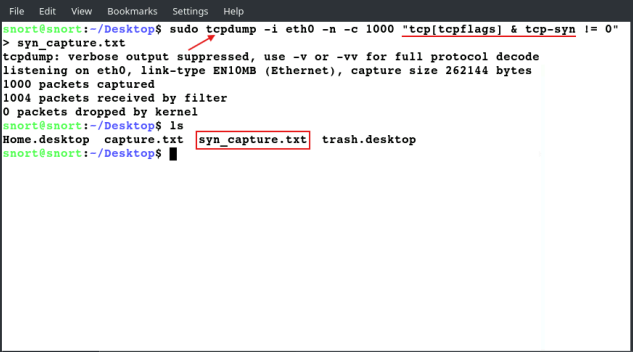 File Edit View Bookmarks Settings Help
snort@snort:~/Desktop$ sudo tcpdump -i eth0 -n -c 1000 "tcp[tcpflags] & tcp-syn != 0"
> syn_capture.txt
tcpdump: verbose output suppressed, use -v or -vv for full protocol decode
listening on eth0, link-type EN10MB (Ethernet), capture size 262144 bytes
1000 packets captured
1004 packets received by filter
0 packets dropped by kernel
snort@snort:~/Desktop$ ls
Home.desktop capture.txt syn_capture.txt trash.desktop
snort@snort:~/Desktop$